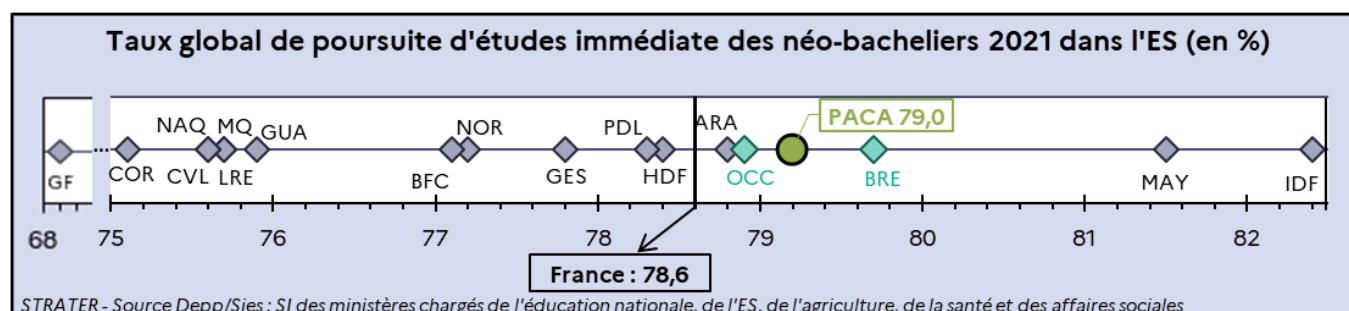 Taux global de poursuite d'études immédiate des néo-bacheliers 2021 dans l'ES (en %)
PACA 79,0
NAQ MQ GUA NOR PDL ARA
...
GF COR CVL LRE BFC GES HDF OCC BRE MAY IDF
68 75 76 77 78 79 80 81 82
France : 78,6
STRATER - Source Depp/Sies : SI des ministères chargés de l'éducation nationale, de l'ES, de l'agriculture, de la santé et des affaires sociales